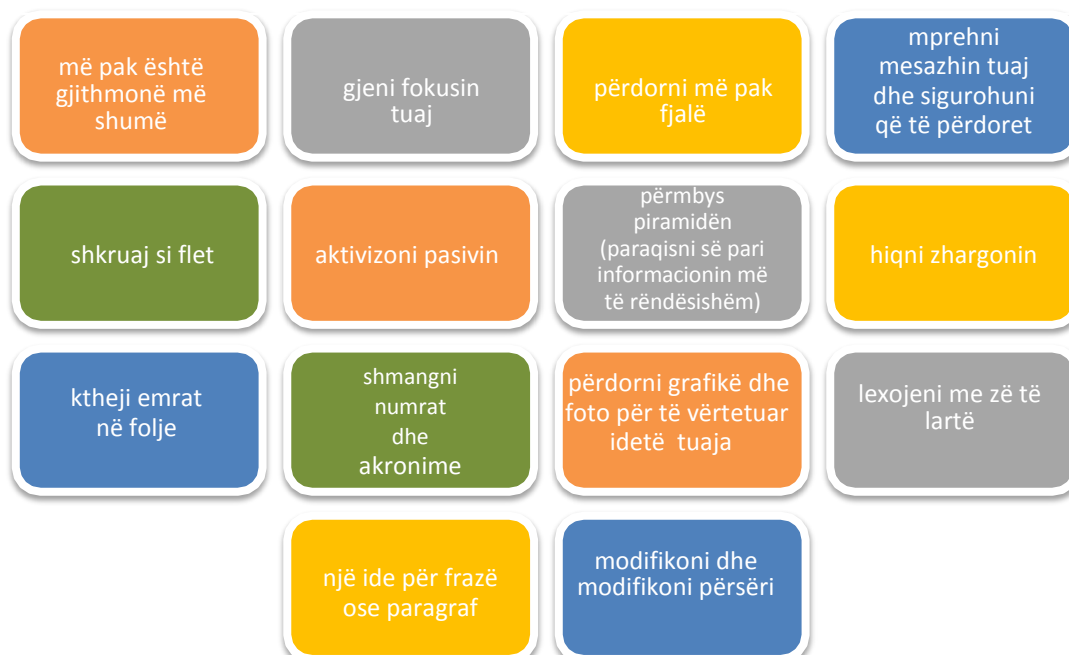 më pak është
gjithmonë më
shumë
gjeni fokusin
tuaj
përdorni më pak
fjalë
mprehni
mesazhin tuaj
dhe sigurohuni
që të përdoret
shkruaj si flet
aktivizoni pasivin
përmbys
piramidën
(paraqisni së pari
informacionin më
të rëndësishëm)
hiqni zhargonin
ktheji emrat
në folje
shmangni
numrat
dhe
akronime
përdorni grafikë dhe
foto për të vërtetuar
idetë tuaja
lexojeni me zë të
lartë
një ide për frazë
ose paragraf
modifikoni dhe
modifikoni përsëri